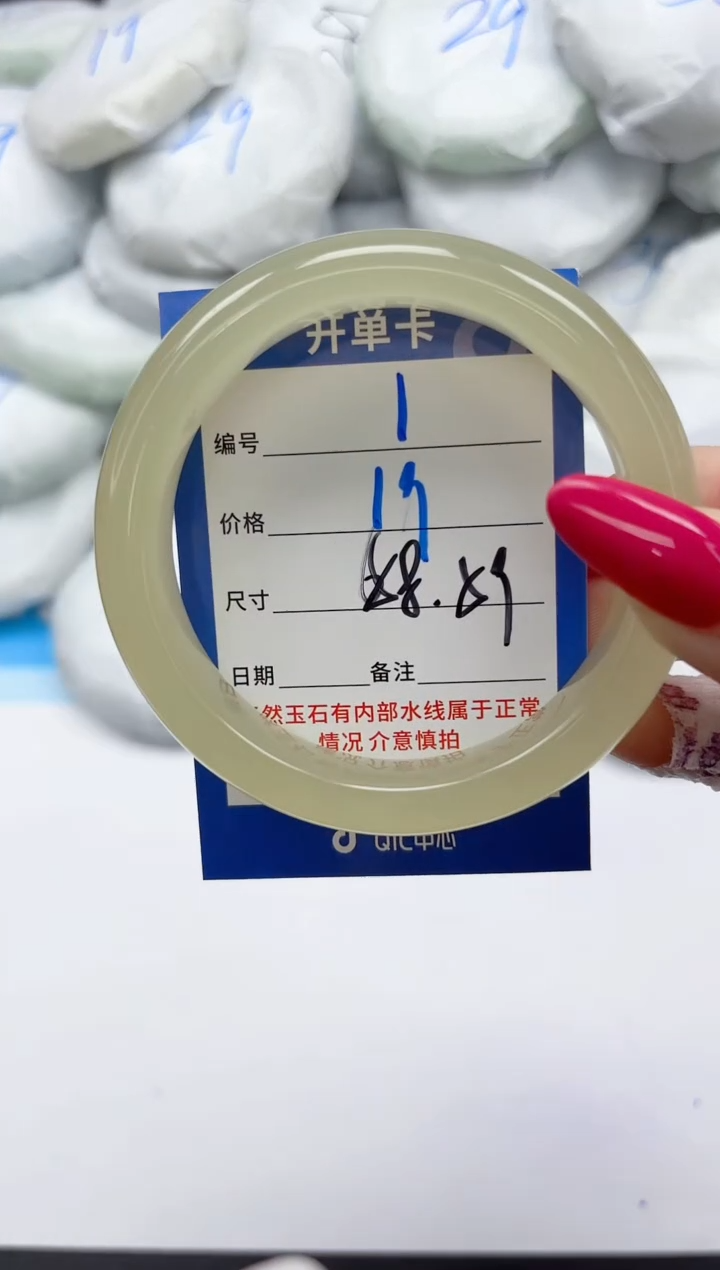 19
29
29
开单卡
编号 1
价格 19
尺寸 58.59
日期 备注
然玉石有内部水线属于正常
情况 介意慎拍
QIC中心